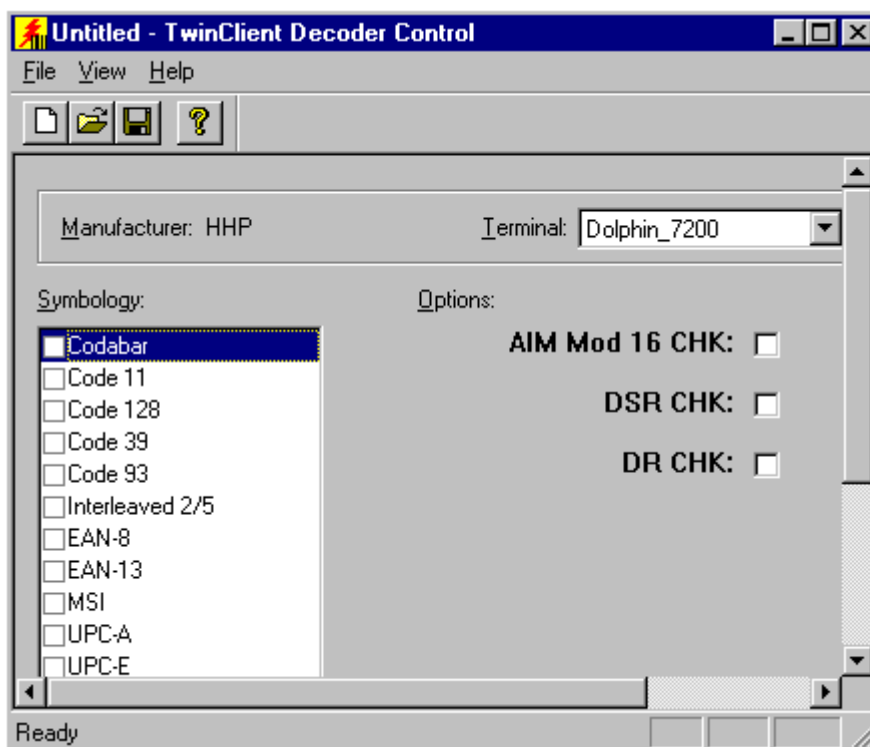 Untitled - TwinClient Decoder Control
File View Help
Manufacturer: HHP Terminal: Dolphin_7200
Symbology: Options:
Codabar AIM Mod 16 CHK:
Code 11
Code 128 DSR CHK:
Code 39
Code 93 DR CHK:
Interleaved 2/5
EAN-8
EAN-13
MSI
UPC-A
UPC-E
Ready